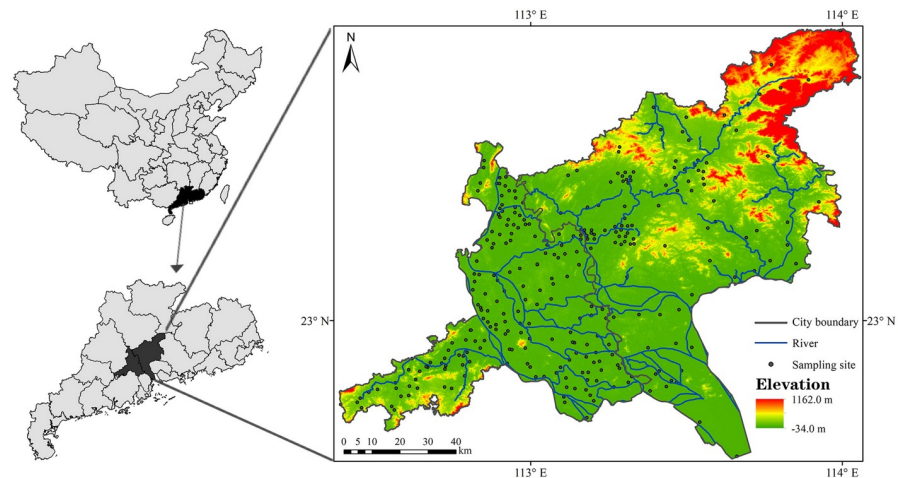 113° E
114° E
N
23° N
23° N
City boundary
River
Sampling site
Elevation
1162.0 m
-34.0 m
0 5 10 20 30 40
km
113° E
114° E